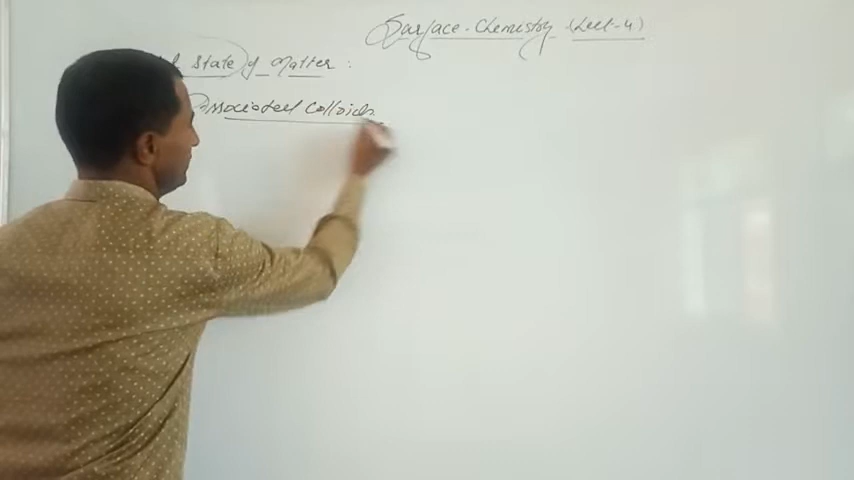 Surface-Chemistry (Lect-4)
State of Matter :
Associated Colloids